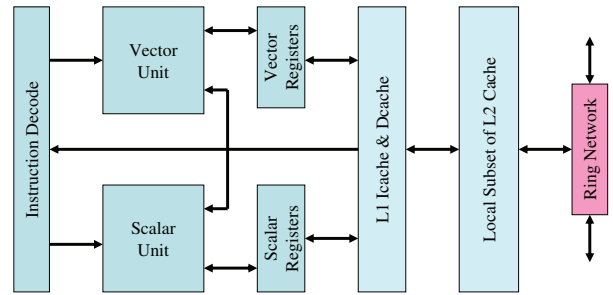 Instruction Decode
Vector
Unit
Scalar
Unit
Vector
Registers
Scalar
Registers
L1 Icache & Dcache
Local Subset of L2 Cache
Ring Network